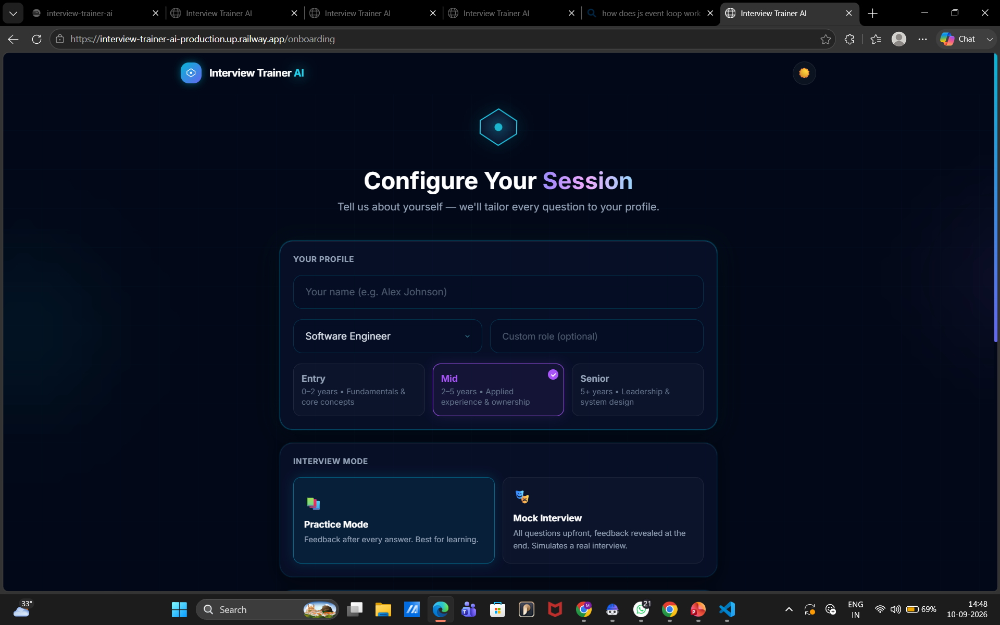 interview-trainer-ai
Interview Trainer AI
Interview Trainer AI
Interview Trainer AI
how does js event loop work
Interview Trainer AI
https://interview-trainer-ai-production.up.railway.app/onboarding
Chat
Interview Trainer AI
Configure Your Session
Tell us about yourself — we'll tailor every question to your profile.
YOUR PROFILE
Your name (e.g. Alex Johnson)
Software Engineer
Custom role (optional)
Entry
0–2 years • Fundamentals &
core concepts
Mid
2–5 years • Applied
experience & ownership
Senior
5+ years • Leadership &
system design
INTERVIEW MODE
Practice Mode
Feedback after every answer. Best for learning.
Mock Interview
All questions upfront, feedback revealed at the
end. Simulates a real interview.
33°
Search
M
21
ENG
IN
69%
14:48
10-09-2026